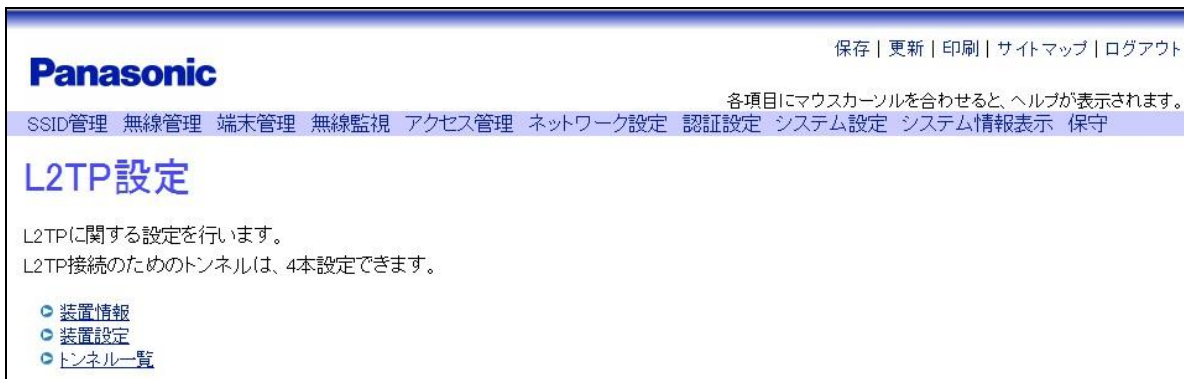 保存 | 更新 | 印刷 | サイトマップ | ログアウト
Panasonic
各項目にマウスカーソルを合わせると、ヘルプが表示されます。
SSID管理 無線管理 端末管理 無線監視 アクセス管理 ネットワーク設定 認証設定 システム設定 システム情報表示 保守
L2TP設定
L2TPに関する設定を行います。
L2TP接続のためのトンネルは、4本設定できます。
装置情報
装置設定
トンネル一覧